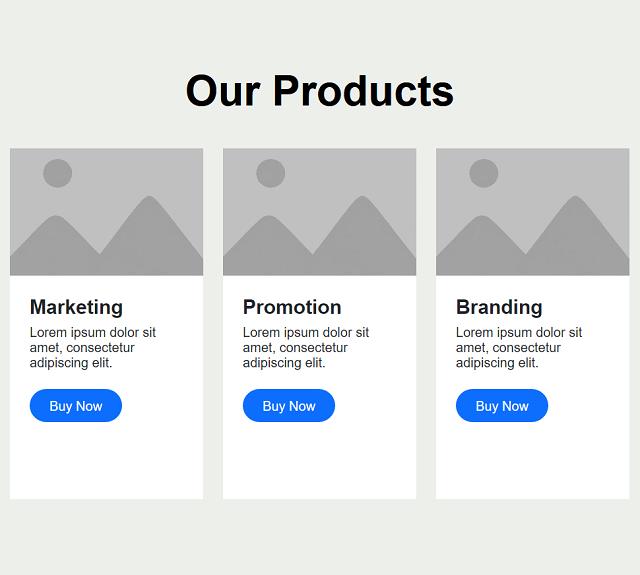 Our Products
Marketing
Lorem ipsum dolor sit
amet, consectetur
adipiscing elit.
Buy Now
Promotion
Lorem ipsum dolor sit
amet, consectetur
adipiscing elit.
Buy Now
Branding
Lorem ipsum dolor sit
amet, consectetur
adipiscing elit.
Buy Now